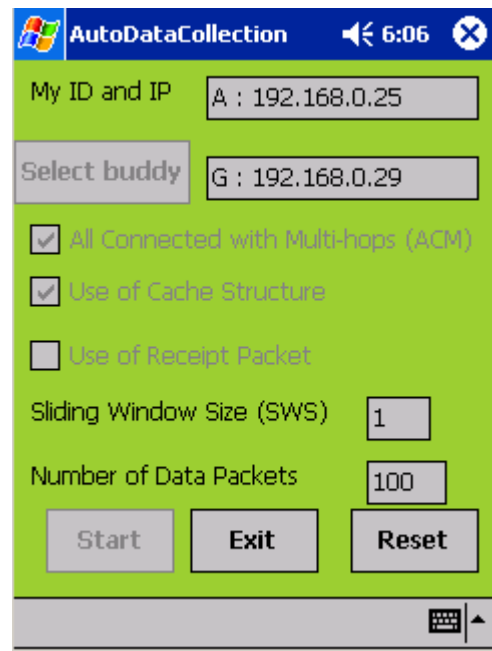 AutoDataCollection 6:06
My ID and IP A : 192.168.0.25
Select buddy G : 192.168.0.29
All Connected with Multi-hops (ACM)
Use of Cache Structure
Use of Receipt Packet
Sliding Window Size (SWS) 1
Number of Data Packets 100
Start Exit Reset